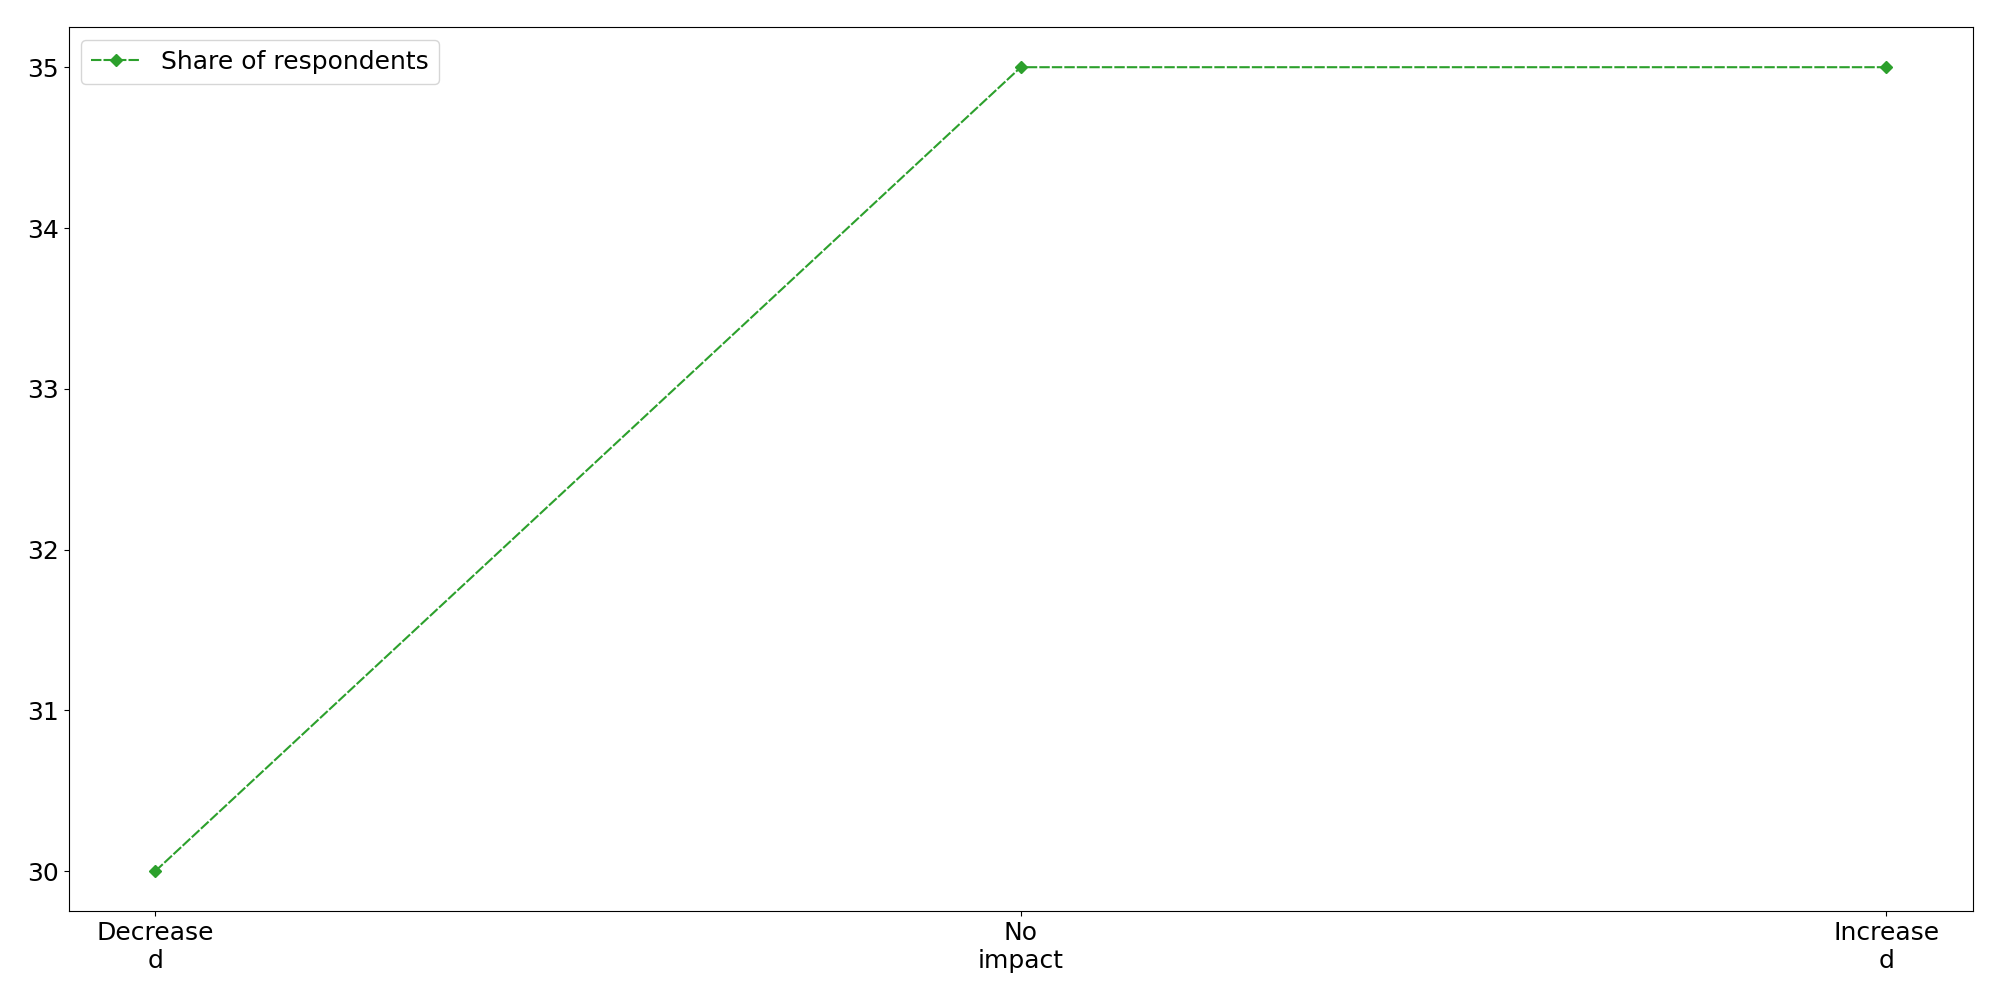 Share of respondents
35
34
33
32
31
30
Decrease
d
No
impact
Increase
d